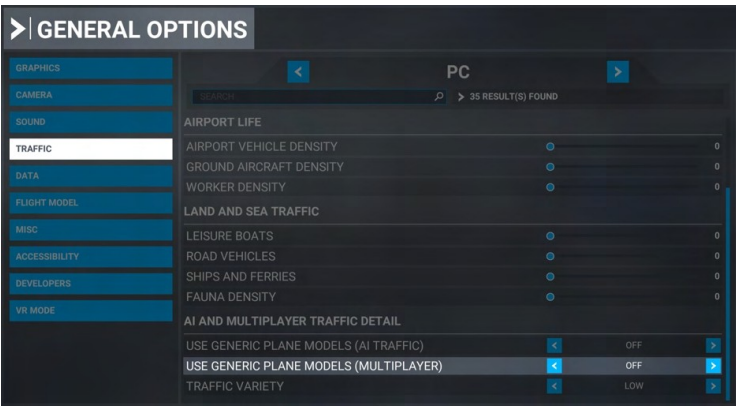 GENERAL OPTIONS
GRAPHICS
CAMERA
SOUND
TRAFFIC
DATA
FLIGHT MODEL
MISC
ACCESSIBILITY
DEVELOPERS
VR MODE
PC
SEARCH... 35 RESULT(S) FOUND
AIRPORT LIFE
AIRPORT VEHICLE DENSITY 0
GROUND AIRCRAFT DENSITY 0
WORKER DENSITY 0
LAND AND SEA TRAFFIC
LEISURE BOATS 0
ROAD VEHICLES 0
SHIPS AND FERRIES 0
FAUNA DENSITY 0
AI AND MULTIPLAYER TRAFFIC DETAIL
USE GENERIC PLANE MODELS (AI TRAFFIC) OFF
USE GENERIC PLANE MODELS (MULTIPLAYER) OFF
TRAFFIC VARIETY LOW